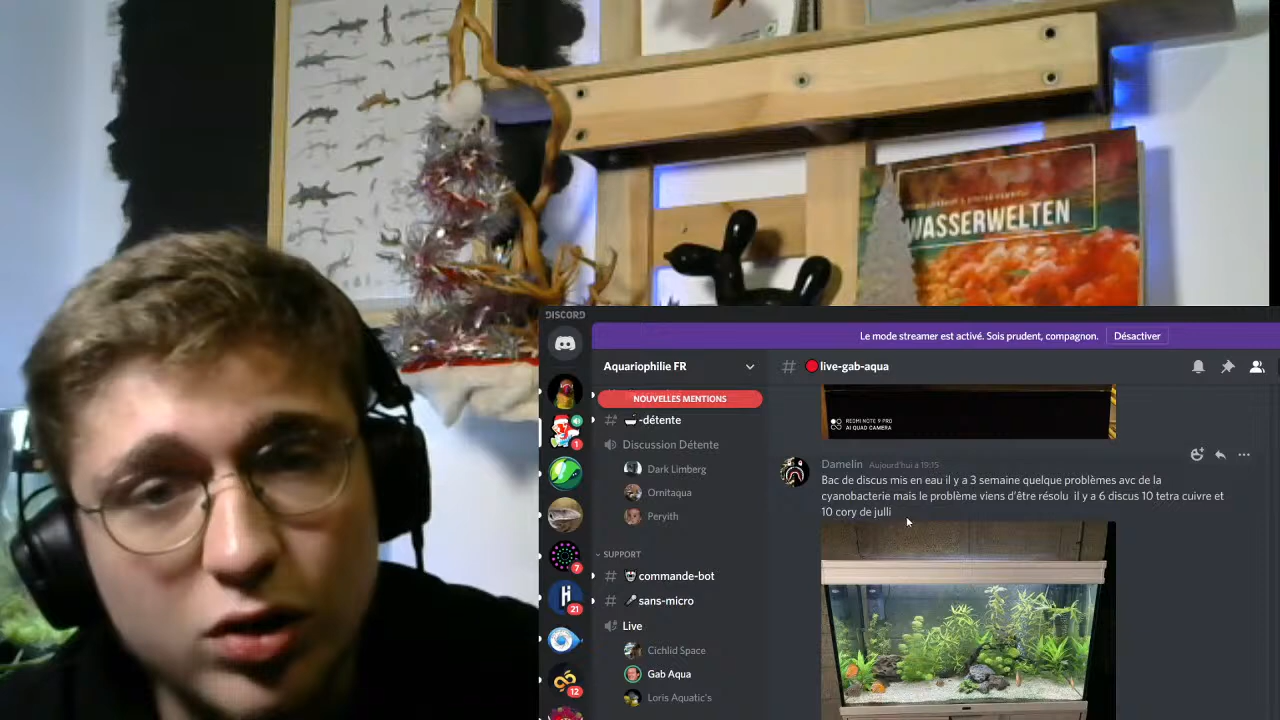 WASSERWELTEN
DISCORD
Le mode streamer est activé. Sois prudent, compagnon.
Désactiver
Aquariophilie FR
live-gab-aqua
NOUVELLES MENTIONS
-détente
REDMI NOTE 9 PRO
AI QUAD CAMERA
Discussion Détente
Dark Limberg
Ornitaqua
Peryith
Damelin Aujourd'hui à 19:15
Bac de discus mis en eau il y a 3 semaine quelque problèmes avc de la
cyanobacterie mais le problème viens d'être résolu il y a 6 discus 10 tetra cuivre et
10 cory de julli
1
7
21
12
SUPPORT
commande-bot
sans-micro
Live
Cichlid Space
Gab Aqua
Loris Aquatic's